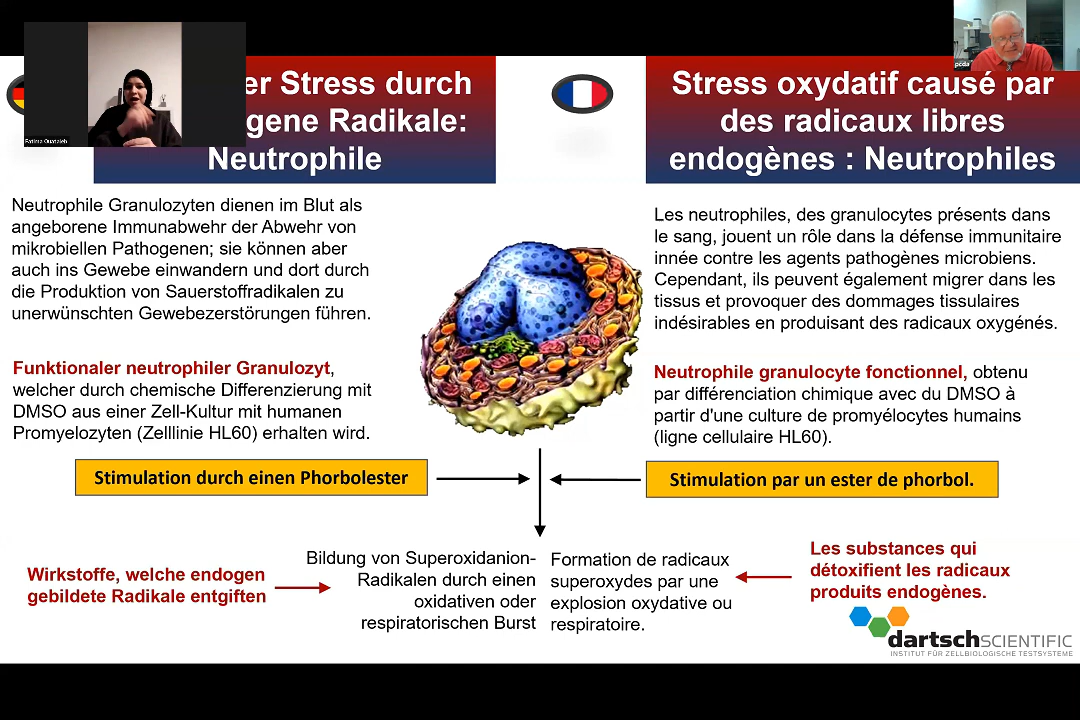 er Stress durch
gene Radikale:
Neutrophile
Fatima Ouatateb
Stress oxydatif causé par
des radicaux libres
endogènes : Neutrophiles
pcda
Neutrophile Granulozyten dienen im Blut als
angeborene Immunabwehr der Abwehr von
mikrobiellen Pathogenen; sie können aber
auch ins Gewebe einwandern und dort durch
die Produktion von Sauerstoffradikalen zu
unerwünschten Gewebezerstörungen führen.
Funktionaler neutrophiler Granulozyt,
welcher durch chemische Differenzierung mit
DMSO aus einer Zell-Kultur mit humanen
Promyelozyten (Zelllinie HL60) erhalten wird.
Les neutrophiles, des granulocytes présents dans
le sang, jouent un rôle dans la défense immunitaire
innée contre les agents pathogènes microbiens.
Cependant, ils peuvent également migrer dans les
tissus et provoquer des dommages tissulaires
indésirables en produisant des radicaux oxygénés.
Neutrophile granulocyte fonctionnel, obtenu
par différenciation chimique avec du DMSO à
partir d'une culture de promyélocytes humains
(ligne cellulaire HL60).
Stimulation durch einen Phorbolester
Stimulation par un ester de phorbol.
Wirkstoffe, welche endogen
gebildete Radikale entgiften
Bildung von Superoxidanion-
Radikalen durch einen
oxidativen oder
respiratorischen Burst
Formation de radicaux
superoxydes par une
explosion oxydative ou
respiratoire.
Les substances qui
détoxifient les radicaux
produits endogènes.
dartschSCIENTIFIC
INSTITUT FÜR ZELLBIOLOGISCHE TESTSYSTEME